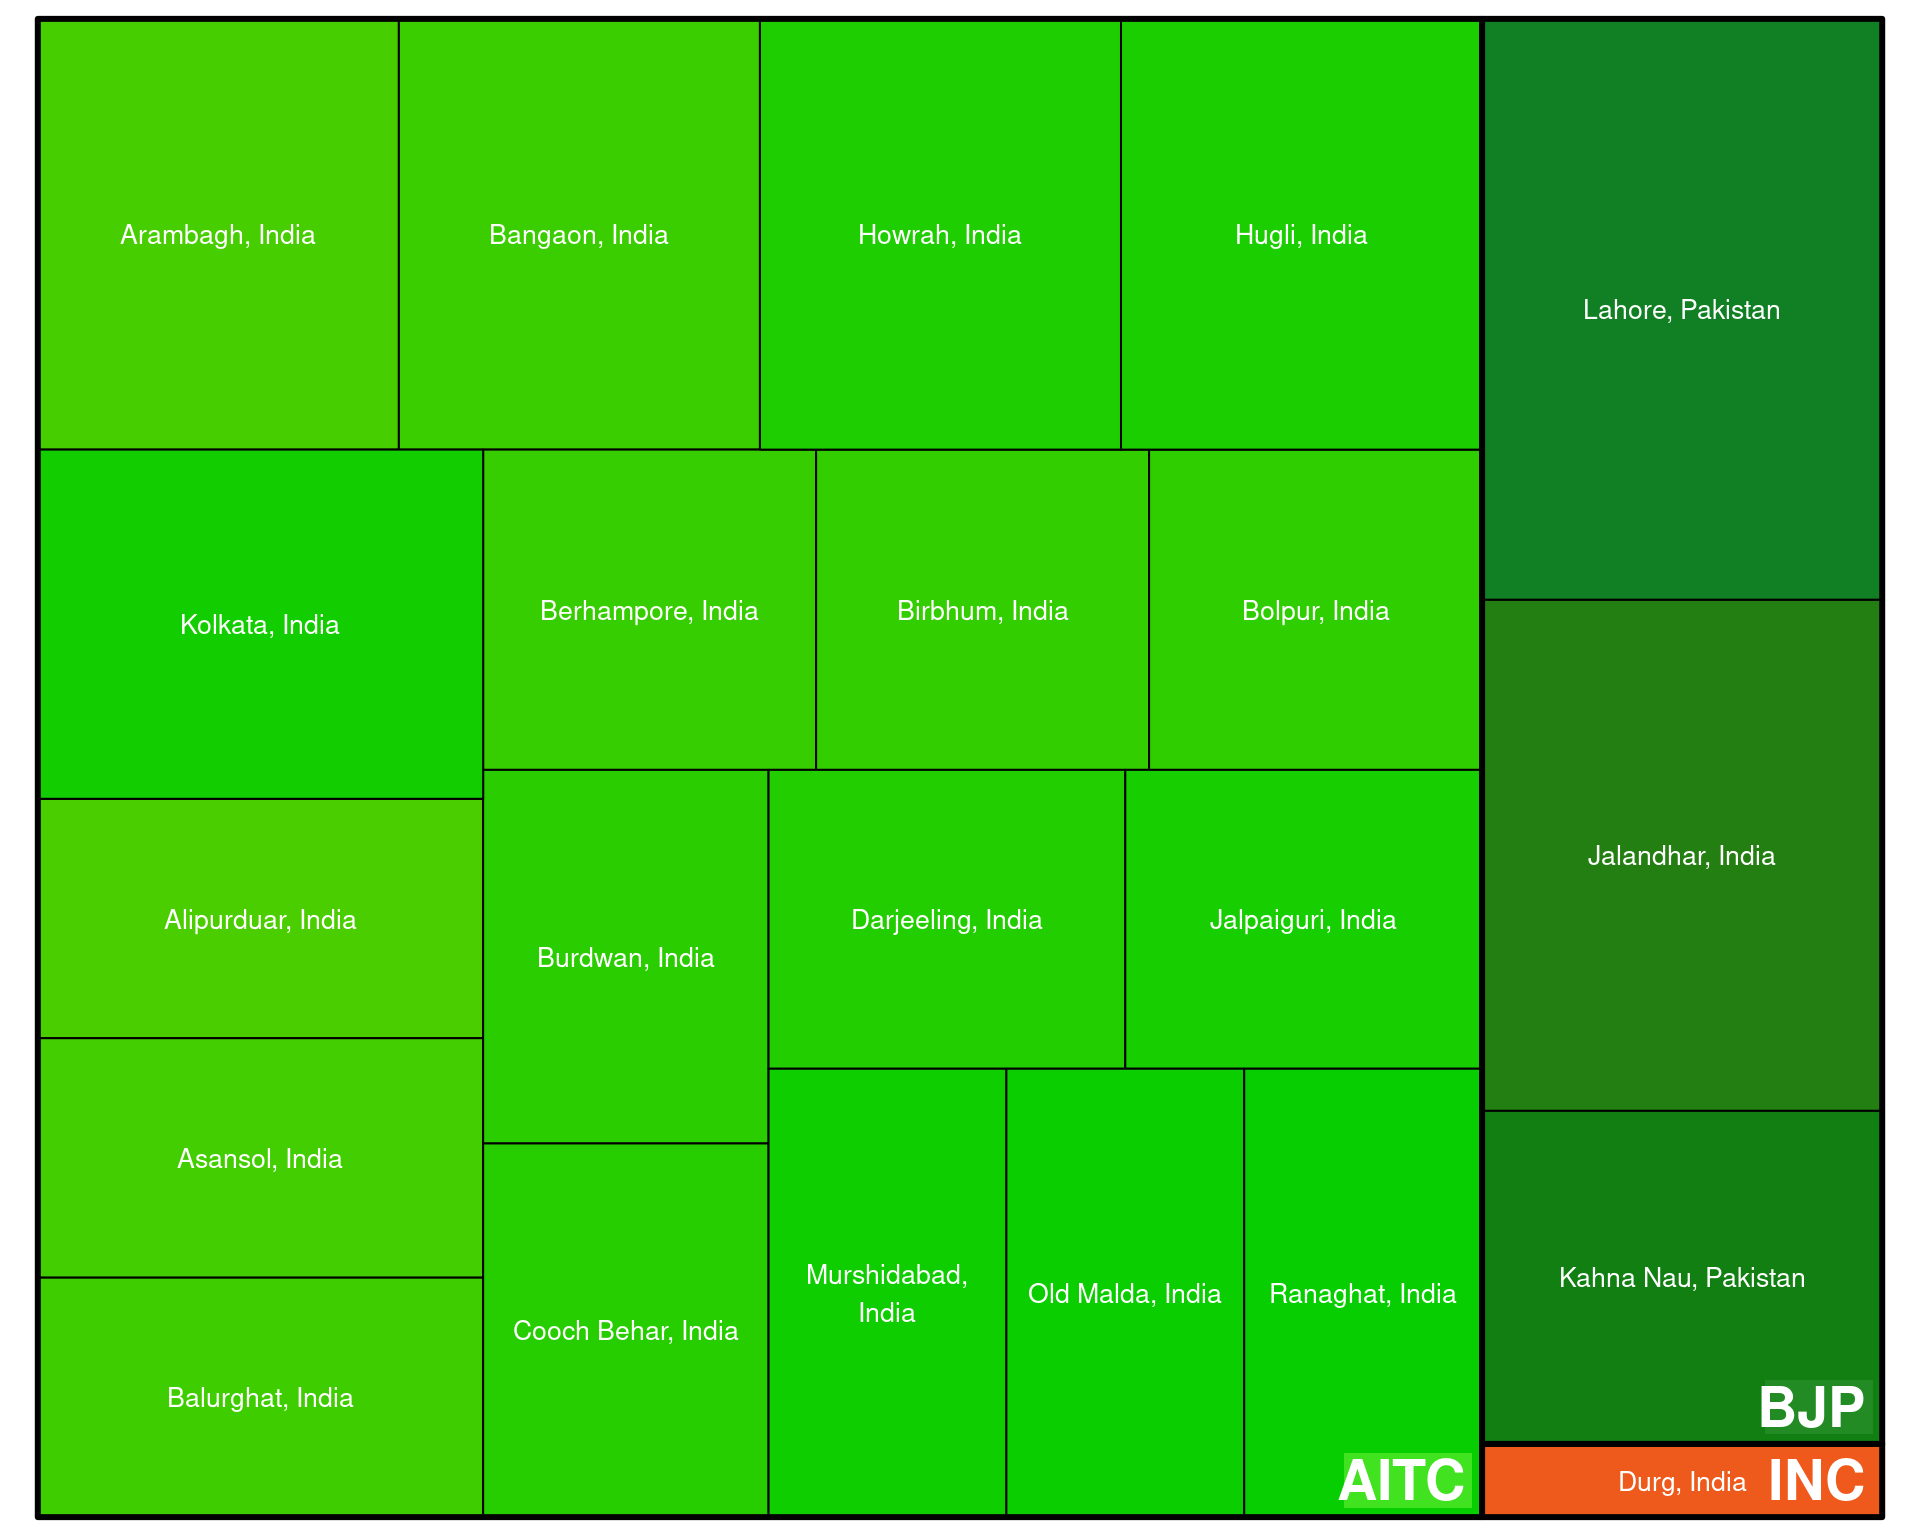 Arambagh, India
Bangaon, India
Howrah, India
Hugli, India
Lahore, Pakistan
Kolkata, India
Berhampore, India
Birbhum, India
Bolpur, India
Jalandhar, India
Alipurduar, India
Burdwan, India
Darjeeling, India
Jalpaiguri, India
Asansol, India
Balurghat, India
Cooch Behar, India
Murshidabad,
India
Old Malda, India
Ranaghat, India
AITC
Kahna Nau, Pakistan
BJP
Durg, India
INC